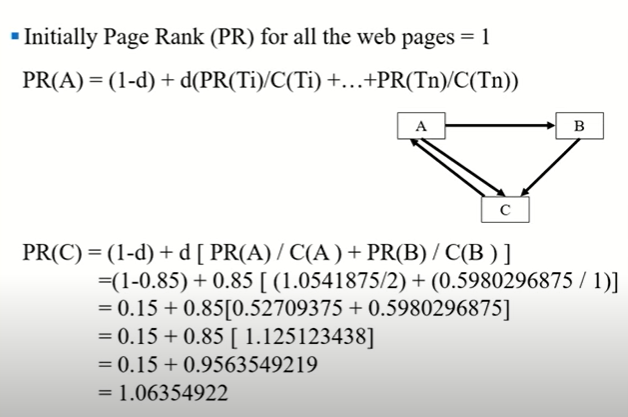 ▪ Initially Page Rank (PR) for all the web pages = 1
PR(A) = (1-d) + d(PR(Ti)/C(Ti) +…+PR(Tn)/C(Tn))
A
B
C
PR(C) = (1-d) + d [ PR(A) / C(A ) + PR(B) / C(B ) ]
=(1-0.85) + 0.85 [ (1.0541875/2) + (0.5980296875 / 1)]
= 0.15 + 0.85[0.52709375 + 0.5980296875]
= 0.15 + 0.85 [ 1.125123438]
= 0.15 + 0.9563549219
= 1.06354922